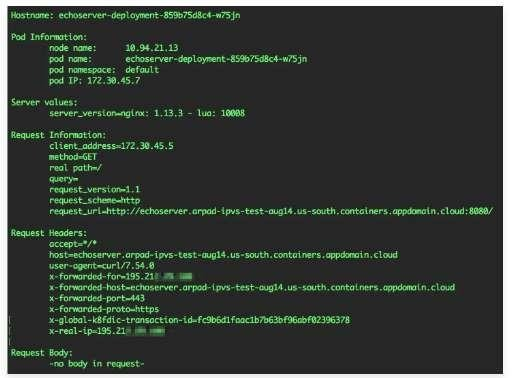 Hostname: echoserver-deployment-859b75d8c4-w75jn
Pod Information:
node name: 10.94.21.13
pod name: echoserver-deployment-859b75d8c4-w75jn
pod namespace: default
pod IP: 172.30.45.7
Server values:
server_version=nginx: 1.13.3 - lua: 10008
Request Information:
client_address=172.30.45.5
method=GET
real path=/
query=
request_version=1.1
request_scheme=http
request_uri=http://echoserver.arpad-ipvs-test-aug14.us-south.containers.appdomain.cloud:8080/
Request Headers:
accept=*/*
host=echoserver.arpad-ipvs-test-aug14.us-south.containers.appdomain.cloud
user-agent=curl/7.54.0
x-forwarded-for=195.21
x-forwarded-host=echoserver.arpad-ipvs-test-aug14.us-south.containers.appdomain.cloud
x-forwarded-port=443
x-forwarded-proto=https
x-global-k8fdic-transaction-id=fc9b6d1faac1b7b63bf96abf02396378
x-real-ip=195.21
Request Body:
-no body in request-